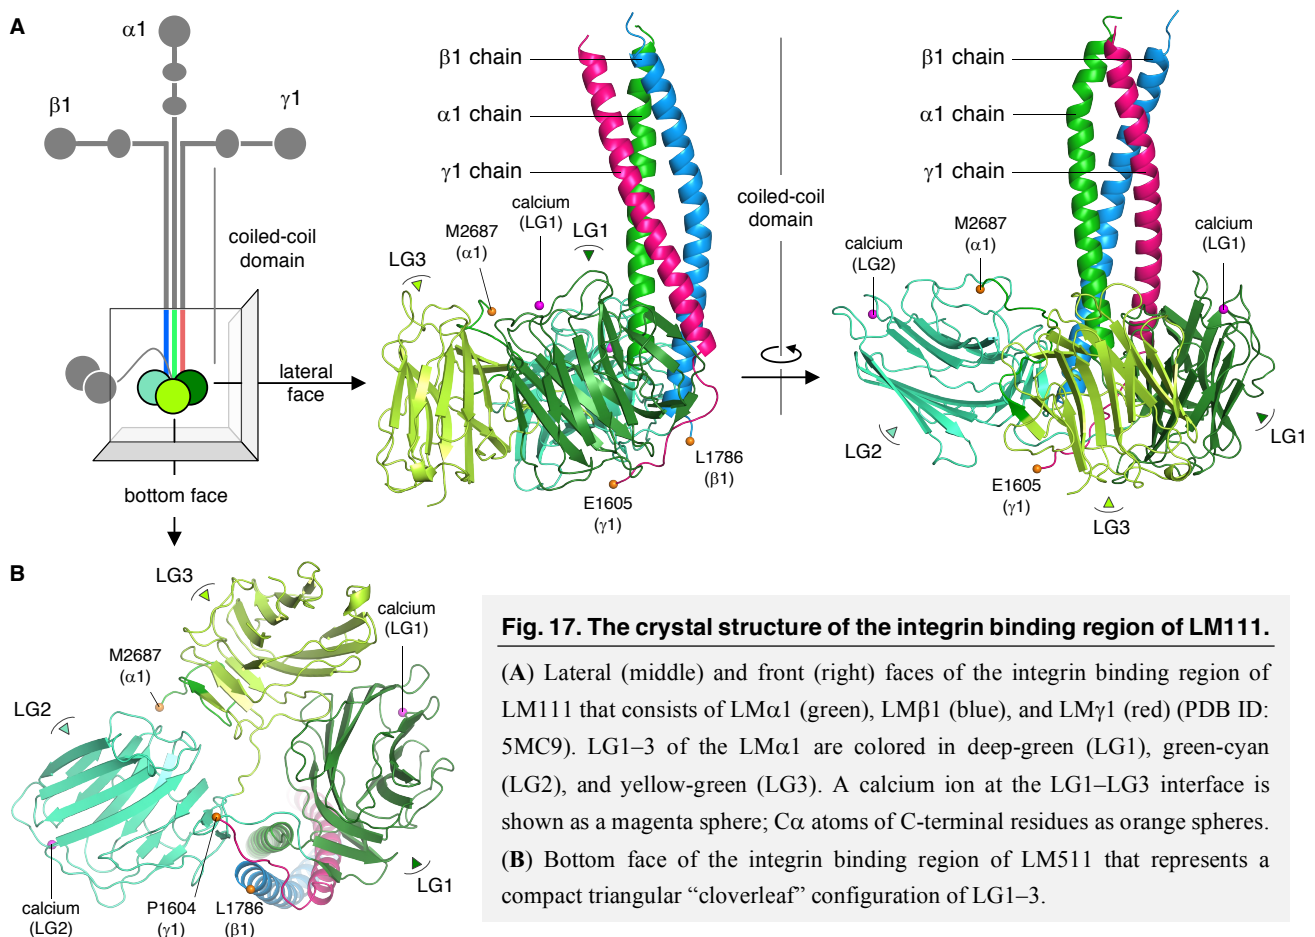 A
α1
β1
γ1
coiled-coil
domain
lateral
face
bottom face
β1 chain
α1 chain
γ1 chain
calcium
(LG1)
M2687
(α1)
LG1
LG3
L1786
(β1)
E1605
(γ1)
coiled-coil
domain
β1 chain
α1 chain
γ1 chain
M2687
(α1)
calcium
(LG2)
calcium
(LG1)
LG2
LG1
E1605
(γ1)
LG3
B
LG3
calcium
(LG1)
M2687
(α1)
LG2
LG1
calcium
(LG2)
P1604
(γ1)
L1786
(β1)
Fig. 17. The crystal structure of the integrin binding region of LM111.
(A) Lateral (middle) and front (right) faces of the integrin binding region of
LM111 that consists of LMα1 (green), LMβ1 (blue), and LMγ1 (red) (PDB ID:
5MC9). LG1–3 of the LMα1 are colored in deep-green (LG1), green-cyan
(LG2), and yellow-green (LG3). A calcium ion at the LG1–LG3 interface is
shown as a magenta sphere; Cα atoms of C-terminal residues as orange spheres.
(B) Bottom face of the integrin binding region of LM511 that represents a
compact triangular “cloverleaf” configuration of LG1–3.